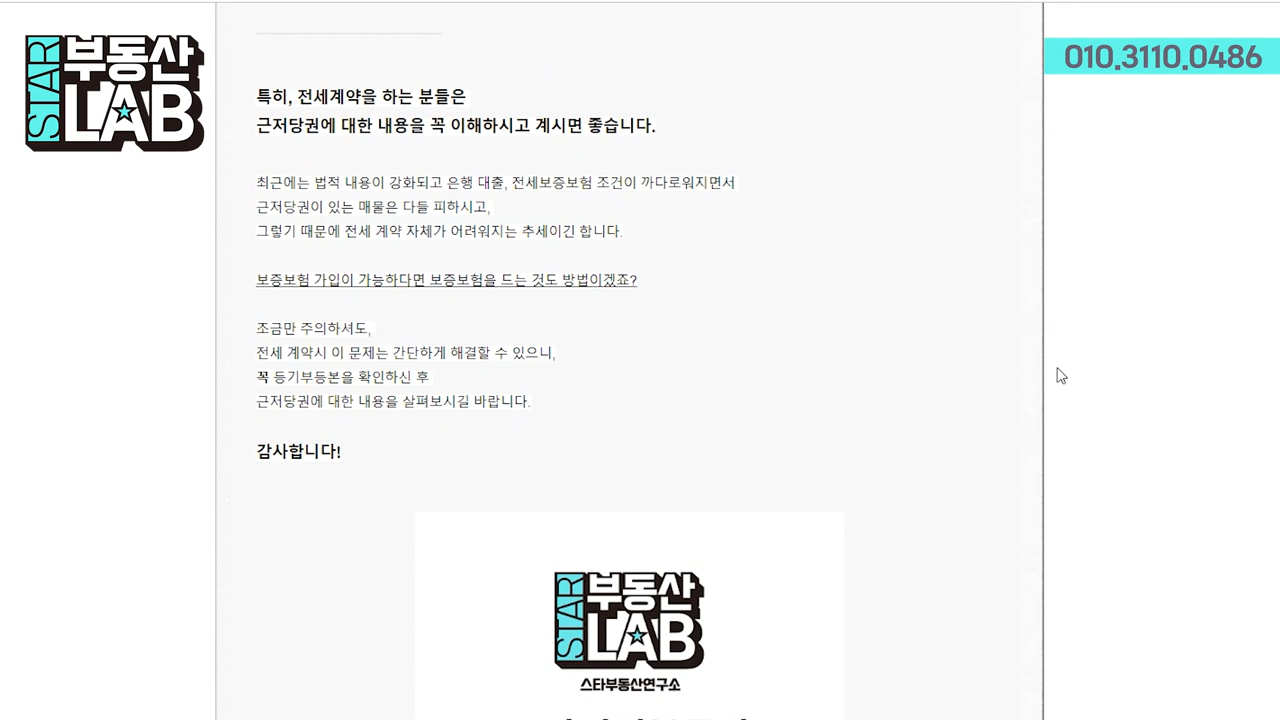 STAR
부동산
LAB
010.3110.0486
특히, 전세계약을 하는 분들은
근저당권에 대한 내용을 꼭 이해하시고 계시면 좋습니다.
최근에는 법적 내용이 강화되고 은행 대출, 전세보증보험 조건이 까다로워지면서
근저당권이 있는 매물은 다들 피하시고,
그렇기 때문에 전세 계약 자체가 어려워지는 추세이긴 합니다.
보증보험 가입이 가능하다면 보증보험을 드는 것도 방법이겠죠?
조금만 주의하셔도,
전세 계약시 이 문제는 간단하게 해결할 수 있으니,
꼭 등기부등본을 확인하신 후
근저당권에 대한 내용을 살펴보시길 바랍니다.
감사합니다!
STAR
부동산
LAB
스타부동산연구소